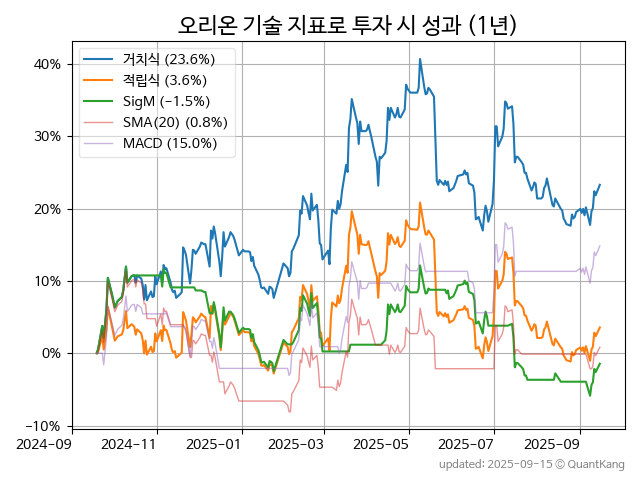 오리온 기술 지표로 투자 시 성과 (1년)
거치식 (23.6%)
적립식 (3.6%)
SigM (−1.5%)
SMA(20) (0.8%)
MACD (15.0%)
40%
30%
20%
10%
0%
−10%
2024-09
2024-11
2025-01
2025-03
2025-05
2025-07
2025-09
updated: 2025-09-15 © QuantKang